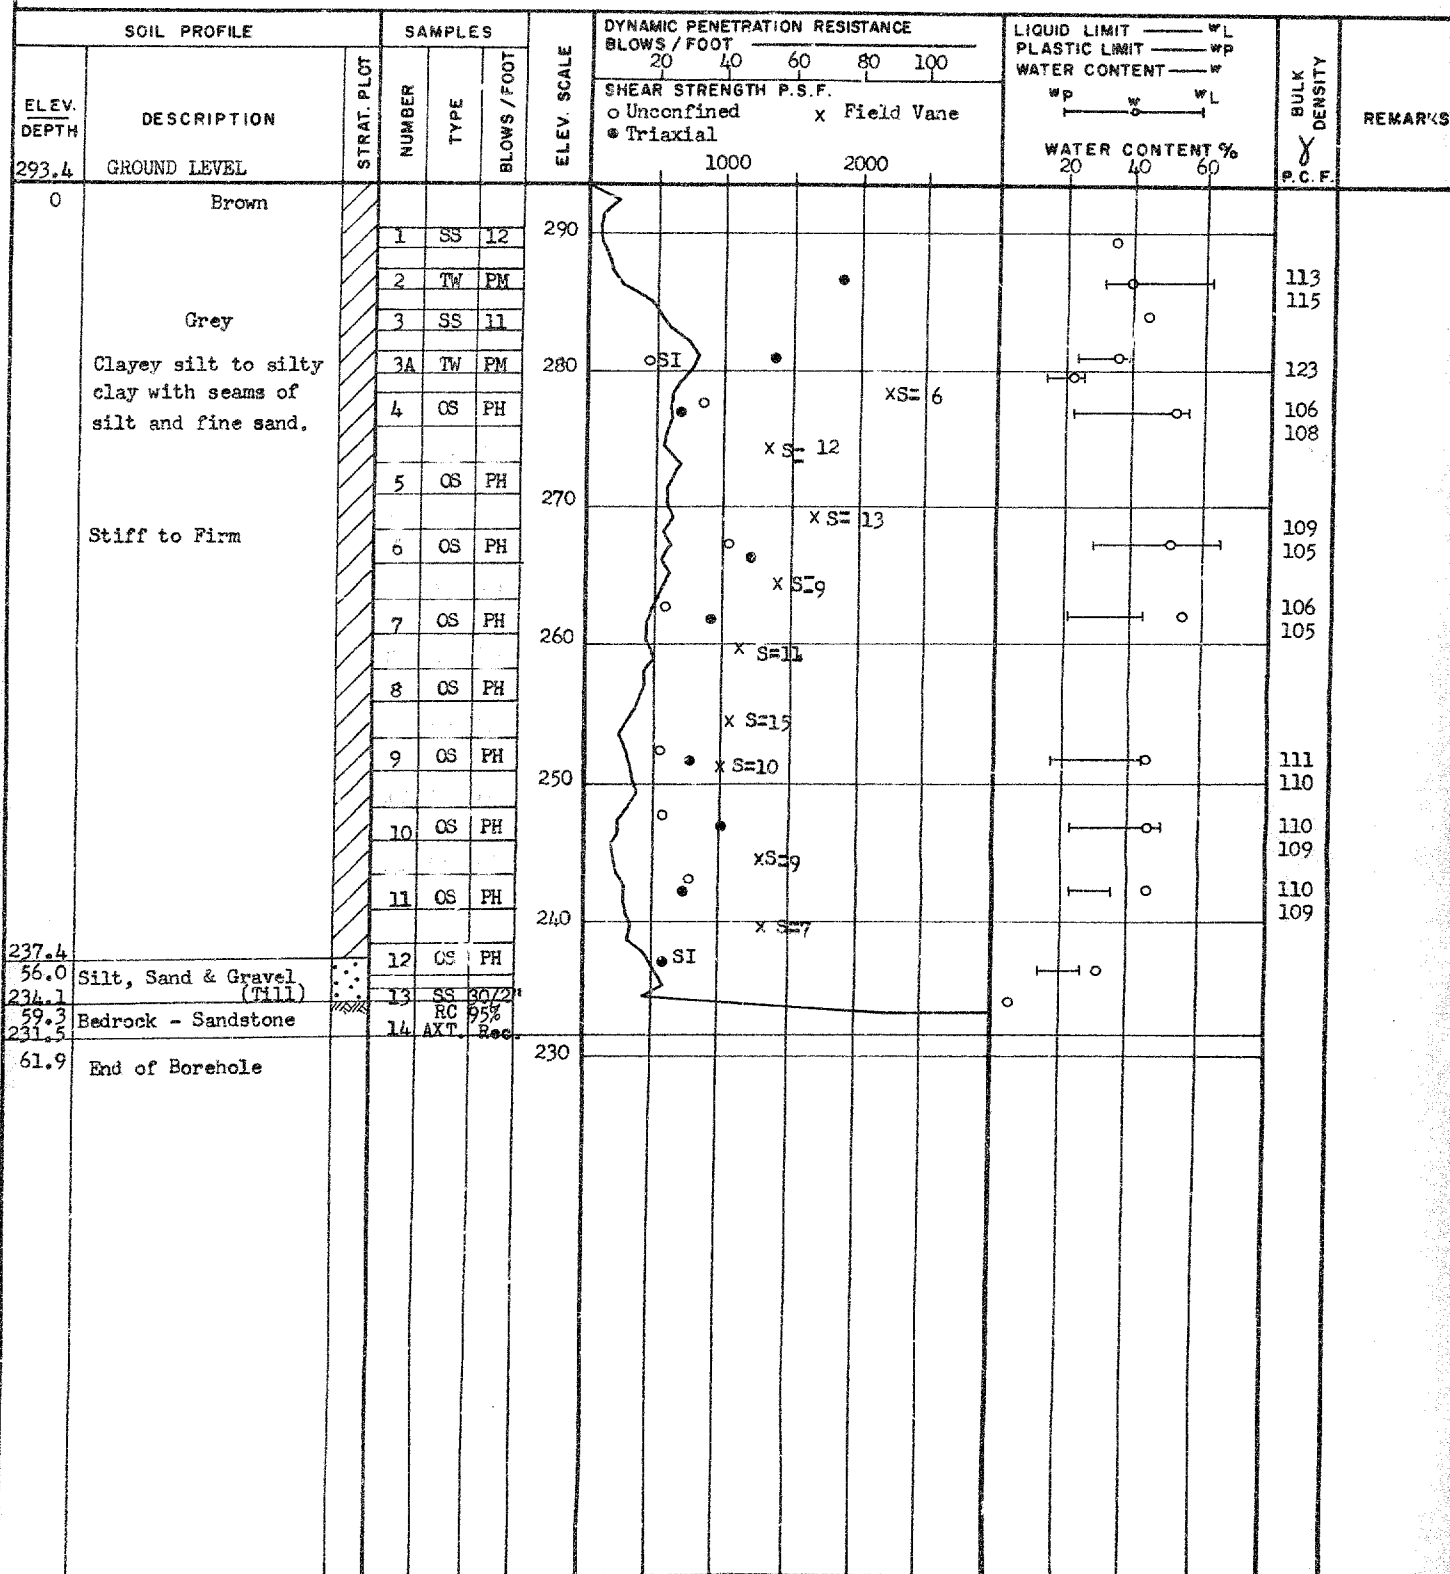 SOIL PROFILE
SAMPLES
ELEV. SCALE
DYNAMIC PENETRATION RESISTANCE
BLOWS / FOOT
20 40 60 80 100
SHEAR STRENGTH P.S.F.
o Unconfined x Field Vane
● Triaxial
1000 2000
LIQUID LIMIT wL
PLASTIC LIMIT wP
WATER CONTENT w
wP w wL
WATER CONTENT %
20 40 60
BULK DENSITY
γ
P.C.F.
REMARKS
ELEV.
DEPTH
DESCRIPTION
STRAT. PLOT
NUMBER
TYPE
BLOWS / FOOT
293.4 GROUND LEVEL
0 Brown
290
1 SS 12
2 TW PM
113
115
Grey
3 SS 11
Clayey silt to silty
clay with seams of
silt and fine sand.
3A TW PM
oSI
280
123
xS= 6
4 OS PH
106
108
x S= 12
5 OS PH
270
x S= 13
Stiff to Firm
6 OS PH
109
105
x S=9
7 OS PH
106
105
260
x S=11
8 OS PH
x S=15
9 OS PH
x S=10
111
110
250
10 OS PH
110
109
xS=9
11 OS PH
110
109
240
x S=7
237.4
56.0 Silt, Sand & Gravel
(Till)
12 OS PH
● SI
234.1
13 SS 30/2"
59.3 Bedrock - Sandstone
RC 95%
14 AXT. Rec.
231.5
230
61.9 End of Borehole